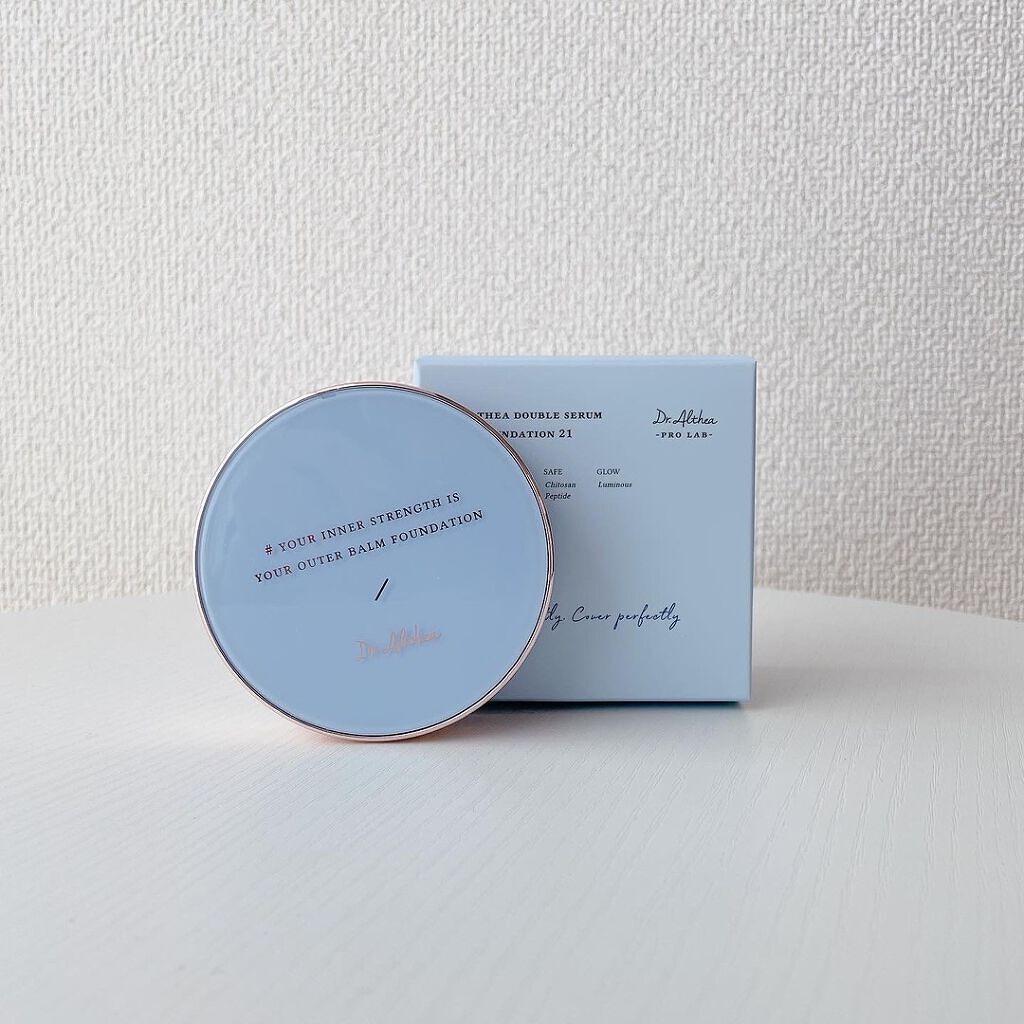 # YOUR INNER STRENGTH IS
YOUR OUTER BALM FOUNDATION
/
Dr.Althea
THEA DOUBLE SERUM
NDATION 21
Dr.Althea
-PRO LAB-
SAFE GLOW
Chitosan Luminous
Peptide
tly, Cover perfectly